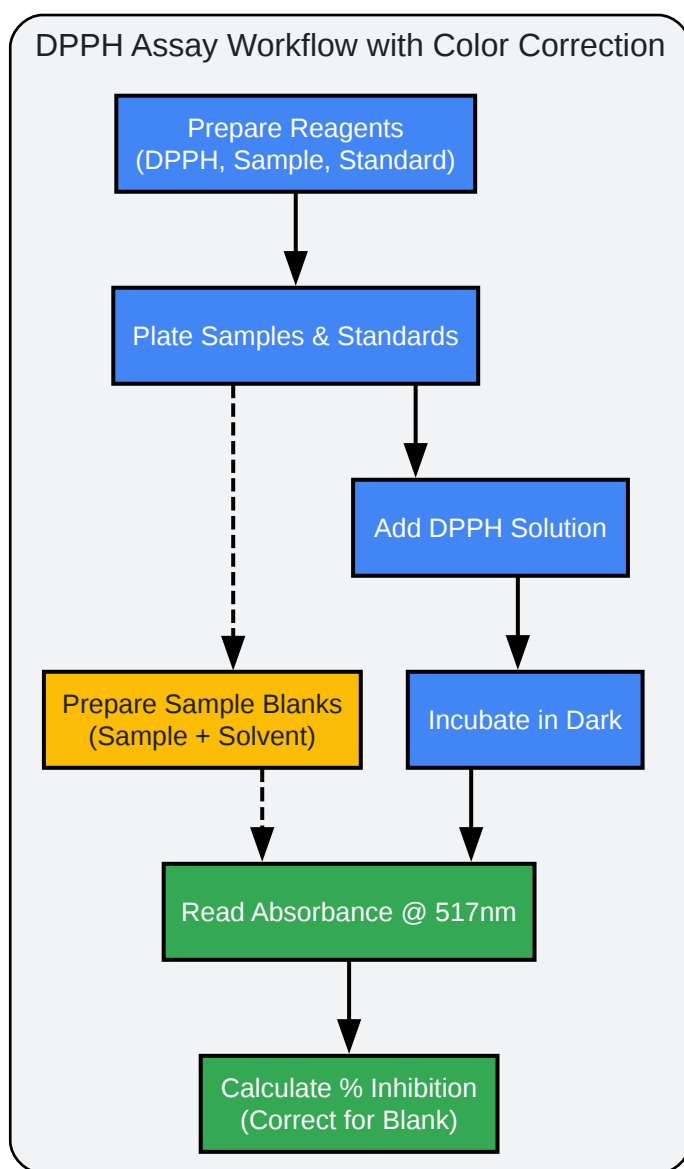 DPPH Assay Workflow with Color Correction
Prepare Reagents
(DPPH, Sample, Standard)
Plate Samples & Standards
Add DPPH Solution
Prepare Sample Blanks
(Sample + Solvent)
Incubate in Dark
Read Absorbance @ 517nm
Calculate % Inhibition
(Correct for Blank)